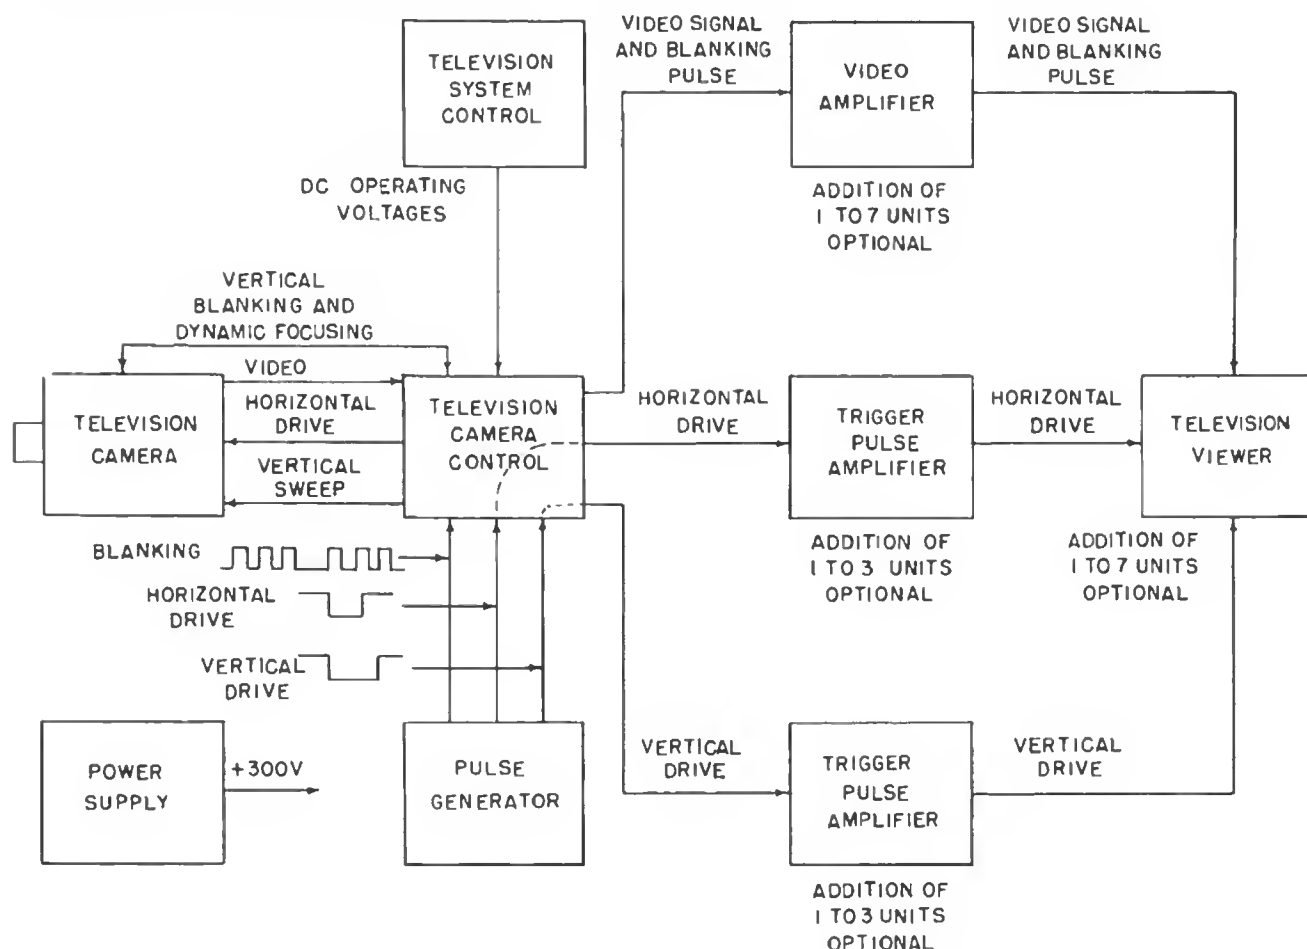 TELEVISION
SYSTEM
CONTROL
VIDEO SIGNAL
AND BLANKING
PULSE
VIDEO
AMPLIFIER
VIDEO SIGNAL
AND BLANKING
PULSE
DC OPERATING
VOLTAGES
ADDITION OF
1 TO 7 UNITS
OPTIONAL
VERTICAL
BLANKING AND
DYNAMIC FOCUSING
TELEVISION
CAMERA
VIDEO
HORIZONTAL
DRIVE
VERTICAL
SWEEP
TELEVISION
CAMERA
CONTROL
HORIZONTAL
DRIVE
TRIGGER
PULSE
AMPLIFIER
HORIZONTAL
DRIVE
TELEVISION
VIEWER
ADDITION OF
1 TO 3 UNITS
OPTIONAL
ADDITION OF
1 TO 7 UNITS
OPTIONAL
BLANKING
HORIZONTAL
DRIVE
VERTICAL
DRIVE
POWER
SUPPLY
+300V
PULSE
GENERATOR
VERTICAL
DRIVE
TRIGGER
PULSE
AMPLIFIER
VERTICAL
DRIVE
ADDITION OF
1 TO 3 UNITS
OPTIONAL